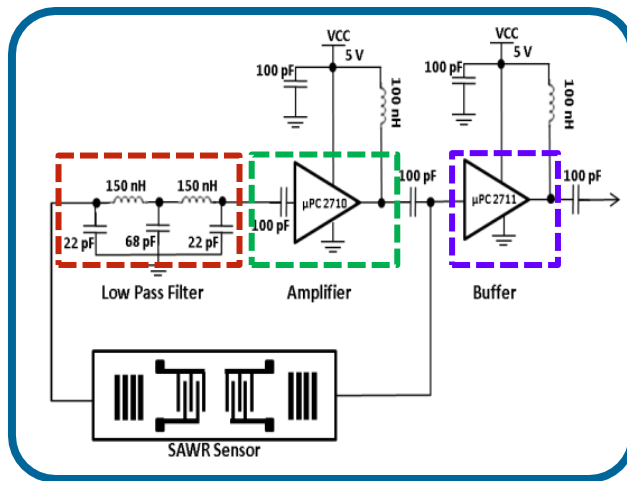 VCC
5 V
100 pF
100 nH
VCC
5 V
100 pF
100 nH
150 nH
150 nH
22 pF
68 pF
22 pF
100 pF
µPC 2710
100 pF
µPC 2711
100 pF
Low Pass Filter
Amplifier
Buffer
SAWR Sensor